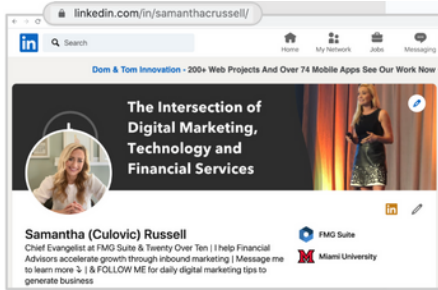 linkedin.com/in/samanthacrussell/
in
Search
Home
My Network
Jobs
Messaging
Dom & Tom Innovation - 200+ Web Projects And Over 74 Mobile Apps See Our Work Now
The Intersection of
Digital Marketing,
Technology and
Financial Services
in
Samantha (Culovic) Russell
Chief Evangelist at FMG Suite & Twenty Over Ten | I help Financial
Advisors accelerate growth through inbound marketing | Message me
to learn more ⤵ | & FOLLOW ME for daily digital marketing tips to
generate business
FMG Suite
M
Miami University